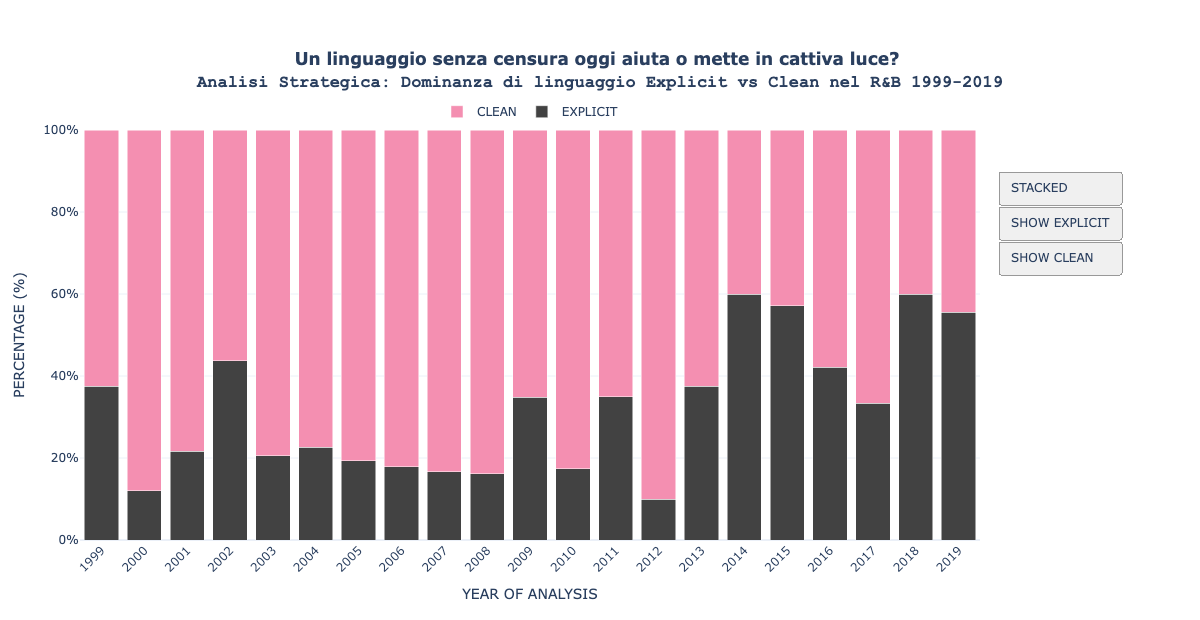 Un linguaggio senza censura oggi aiuta o mette in cattiva luce?
Analisi Strategica: Dominanza di linguaggio Explicit vs Clean nel R&B 1999-2019
CLEAN EXPLICIT
100%
80%
60%
40%
20%
0%
PERCENTAGE (%)
STACKED
SHOW EXPLICIT
SHOW CLEAN
1999 2000 2001 2002 2003 2004 2005 2006 2007 2008 2009 2010 2011 2012 2013 2014 2015 2016 2017 2018 2019
YEAR OF ANALYSIS